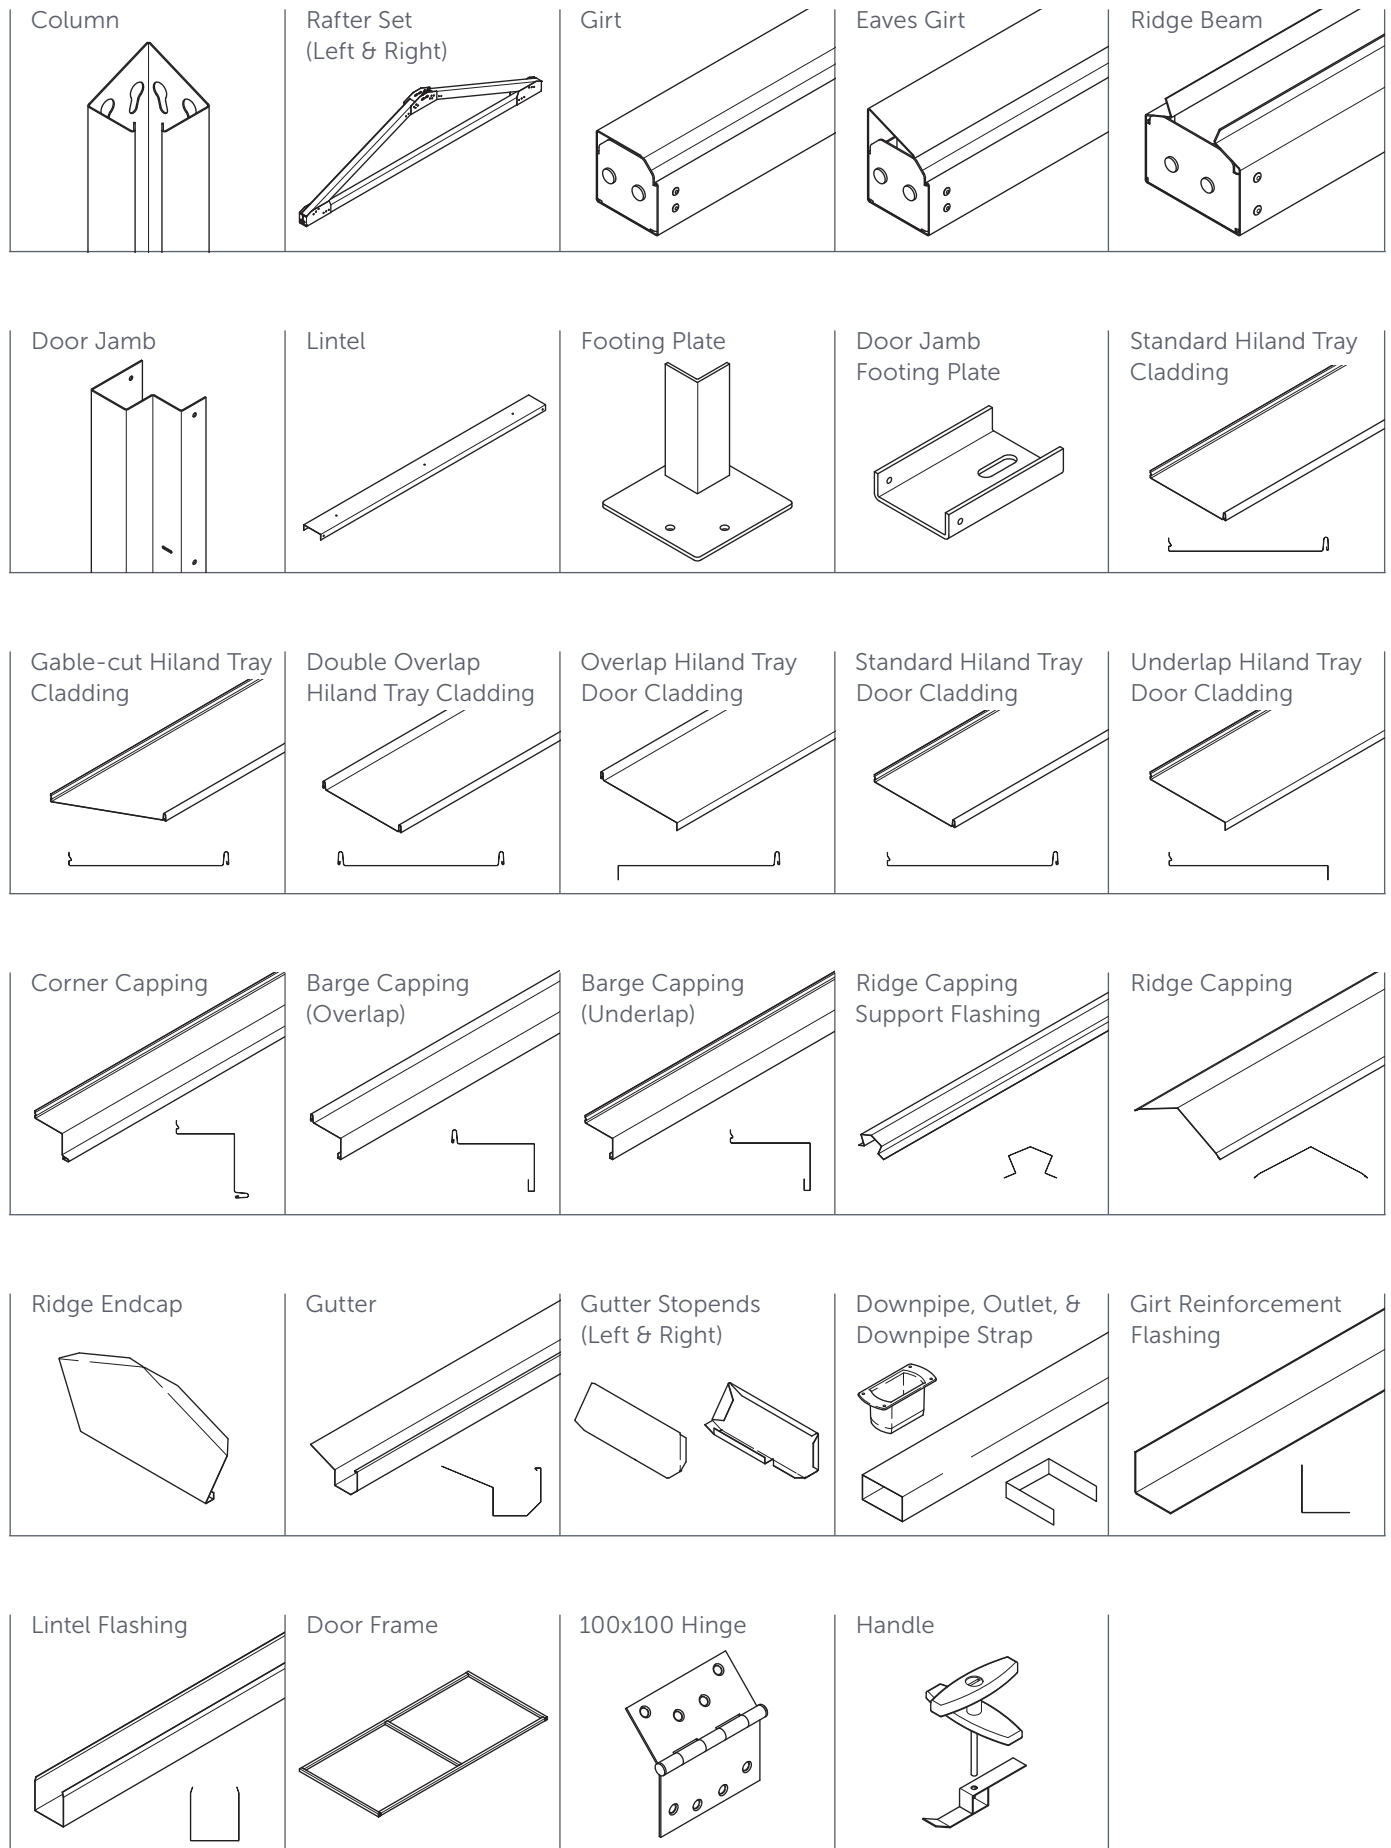 Column
Rafter Set
(Left & Right)
Girt
Eaves Girt
Ridge Beam
Door Jamb
Lintel
Footing Plate
Door Jamb
Footing Plate
Standard Hiland Tray
Cladding
Gable-cut Hiland Tray
Cladding
Double Overlap
Hiland Tray Cladding
Overlap Hiland Tray
Door Cladding
Standard Hiland Tray
Door Cladding
Underlap Hiland Tray
Door Cladding
Corner Capping
Barge Capping
(Overlap)
Barge Capping
(Underlap)
Ridge Capping
Support Flashing
Ridge Capping
Ridge Endcap
Gutter
Gutter Stopends
(Left & Right)
Downpipe, Outlet, &
Downpipe Strap
Girt Reinforcement
Flashing
Lintel Flashing
Door Frame
100x100 Hinge
Handle